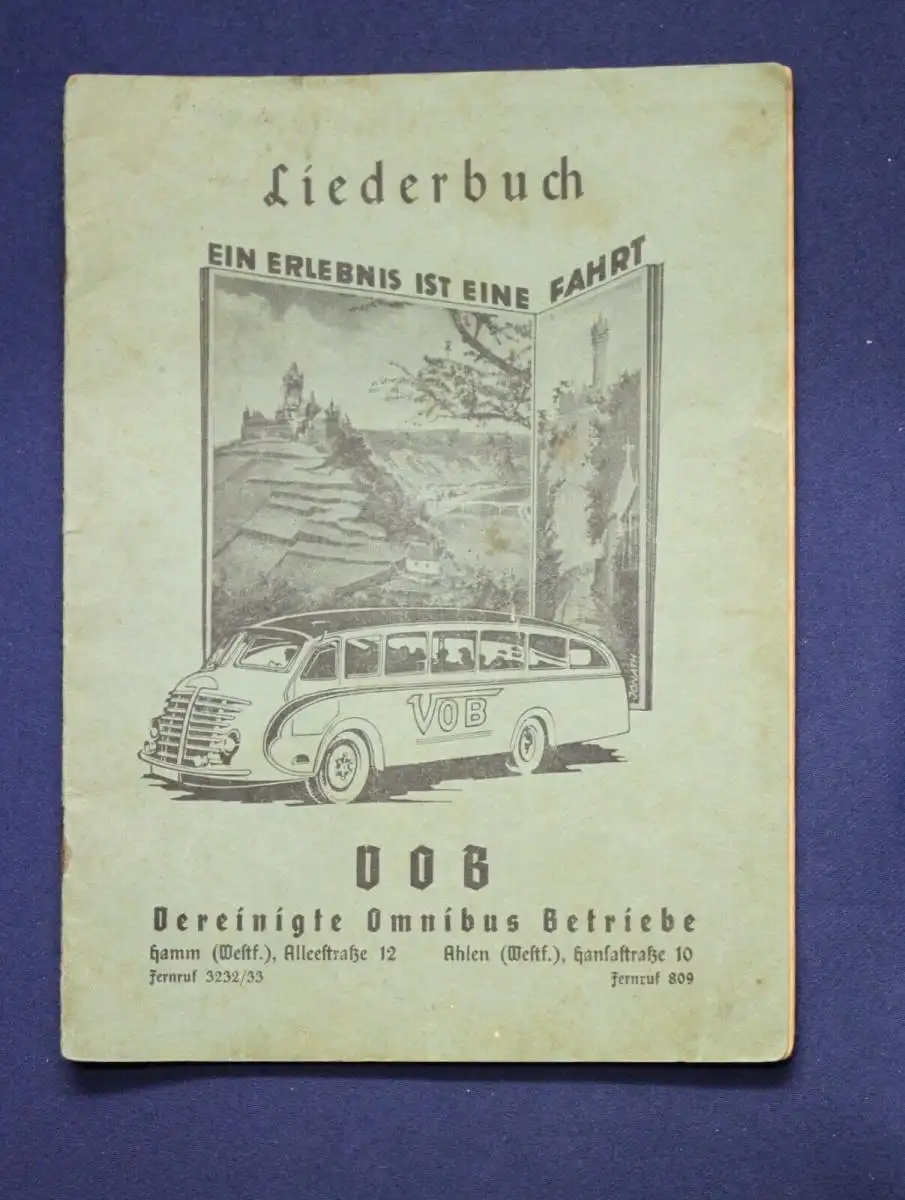 Liederbuch
EIN ERLEBNIS IST EINE FAHRT
JONATH
VOB
VOB
Vereinigte Omnibus Betriebe
Hamm (Westf.), Alleestraße 12 Ahlen (Westf.), Hansastraße 10
Fernruf 3232/33 Fernruf 809